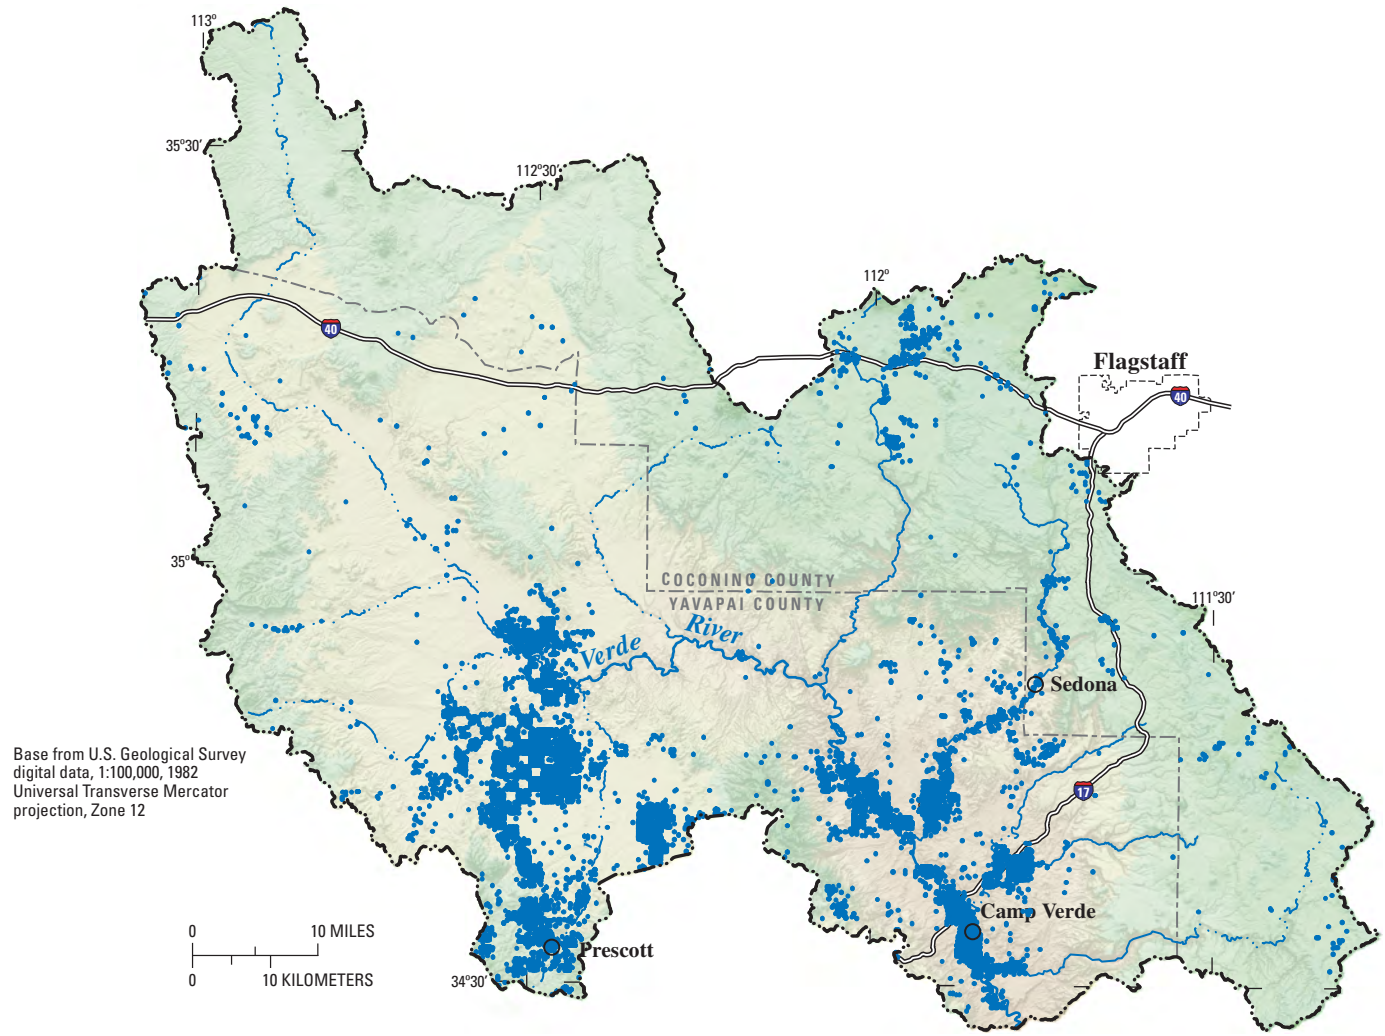 113°
35°30'
112°30'
112°
40
Flagstaff
40
35°
COCONINO COUNTY
YAVAPAI COUNTY
111°30'
Verde River
Sedona
Base from U.S. Geological Survey
digital data, 1:100,000, 1982
Universal Transverse Mercator
projection, Zone 12
17
Camp Verde
0 10 MILES
Prescott
0 10 KILOMETERS
34°30'